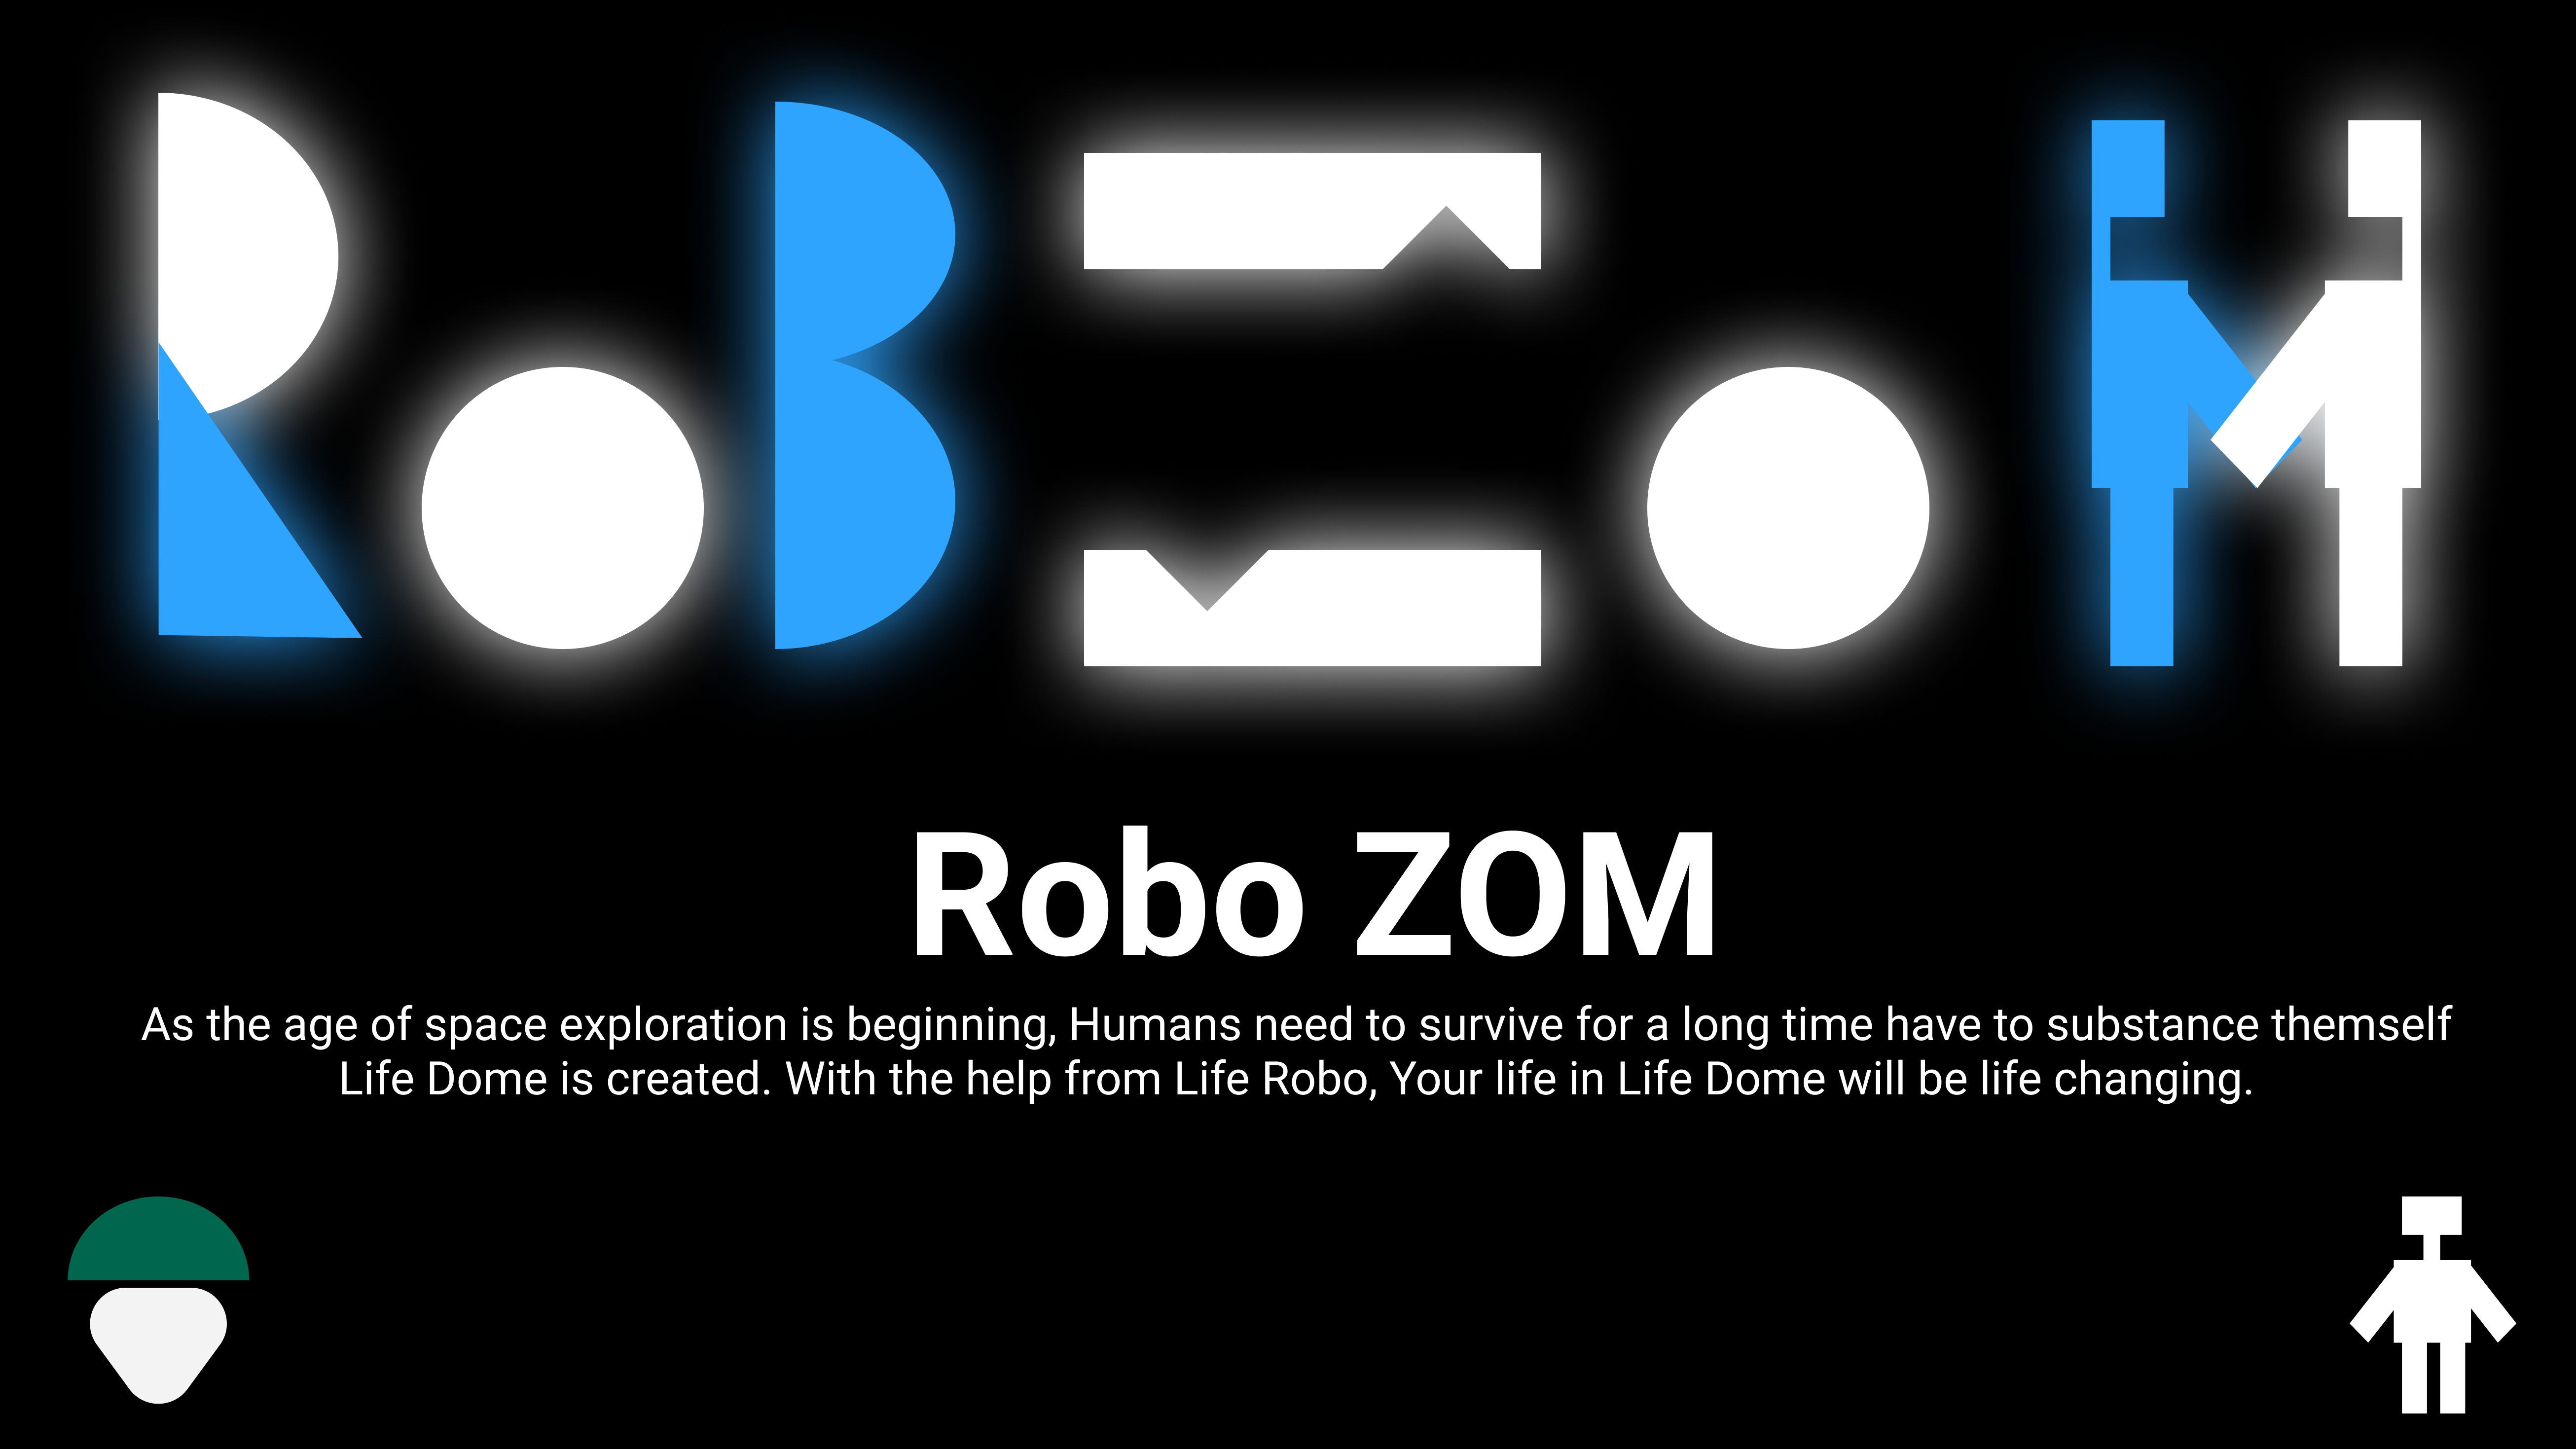 RoBZoM
Robo ZOM
As the age of space exploration is beginning, Humans need to survive for a long time have to substance themself
Life Dome is created. With the help from Life Robo, Your life in Life Dome will be life changing.